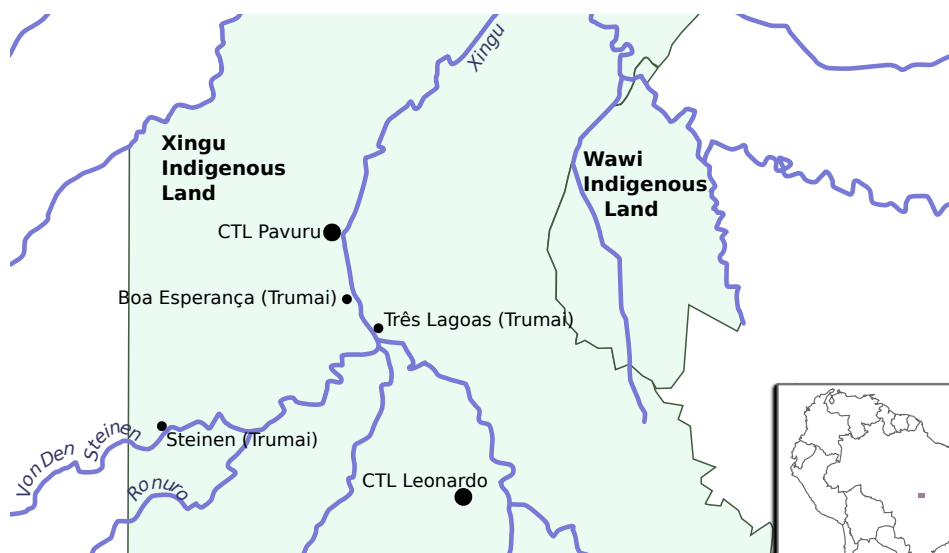 Xingu
Xingu
Indigenous
Land
Wawi
Indigenous
Land
CTL Pavuru
Boa Esperança (Trumai)
Três Lagoas (Trumai)
Von Den Steinen
Steinen (Trumai)
Ronuro
CTL Leonardo